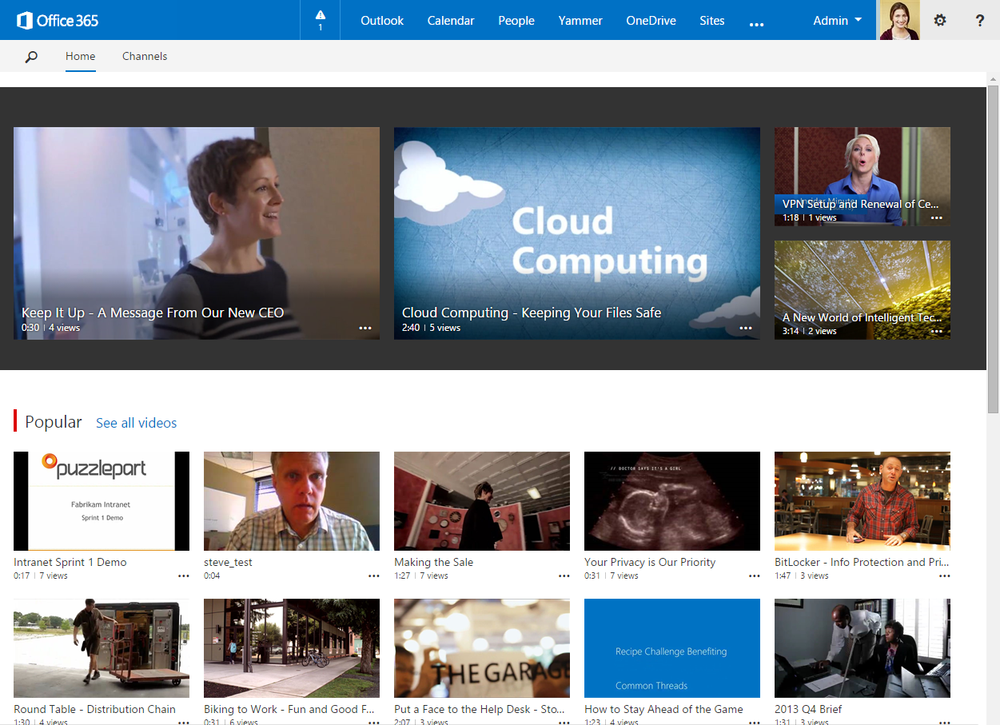 Office 365
1
Outlook Calendar People Yammer OneDrive Sites ... Admin ?
Home Channels
Keep It Up - A Message From Our New CEO
0:30 | 4 views
Cloud
Computing
Cloud Computing - Keeping Your Files Safe
2:40 | 5 views
VPN Setup and Renewal of Ce...
1:18 | 1 views
A New World of Intelligent Tec...
3:14 | 2 views
Popular See all videos
puzzlepart
Fabrikam Intranet
Sprint 1 Demo
Intranet Sprint 1 Demo
0:17 | 7 views
steve_test
0:04
Making the Sale
1:27 | 7 views
// DOCTOR SAYS IT'S A GIRL
Your Privacy is Our Priority
0:31 | 7 views
BitLocker - Info Protection and Pri...
1:47 | 3 views
Round Table - Distribution Chain
1:30 | 4 views
Biking to Work - Fun and Good F...
0:31 | 6 views
THE GARAGE
Put a Face to the Help Desk - Sto...
2:07 | 3 views
Recipe Challenge Benefiting
Common Threads
How to Stay Ahead of the Game
1:23 | 4 views
2013 Q4 Brief
1:31 | 3 views